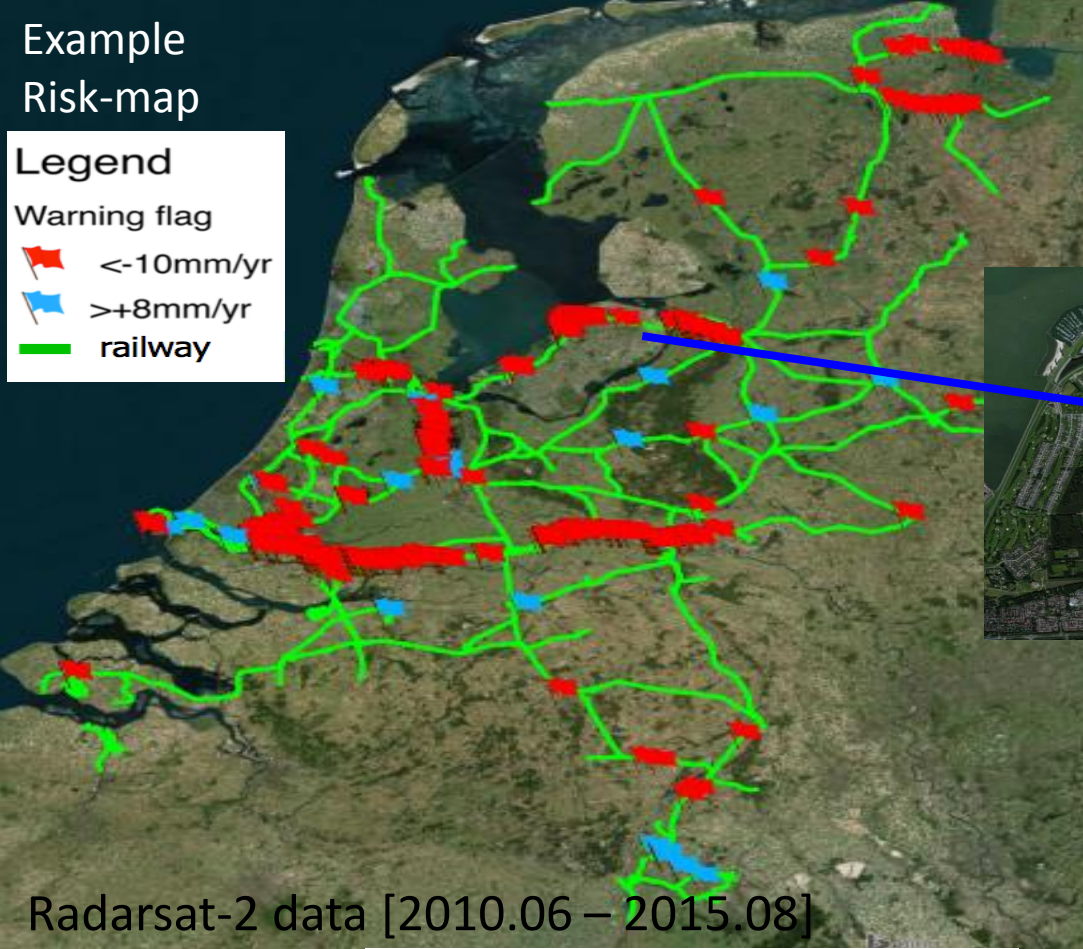 Example
Risk-map
Legend
Warning flag
<-10mm/yr
>+8mm/yr
railway
Radarsat-2 data [2010.06 – 2015.08]